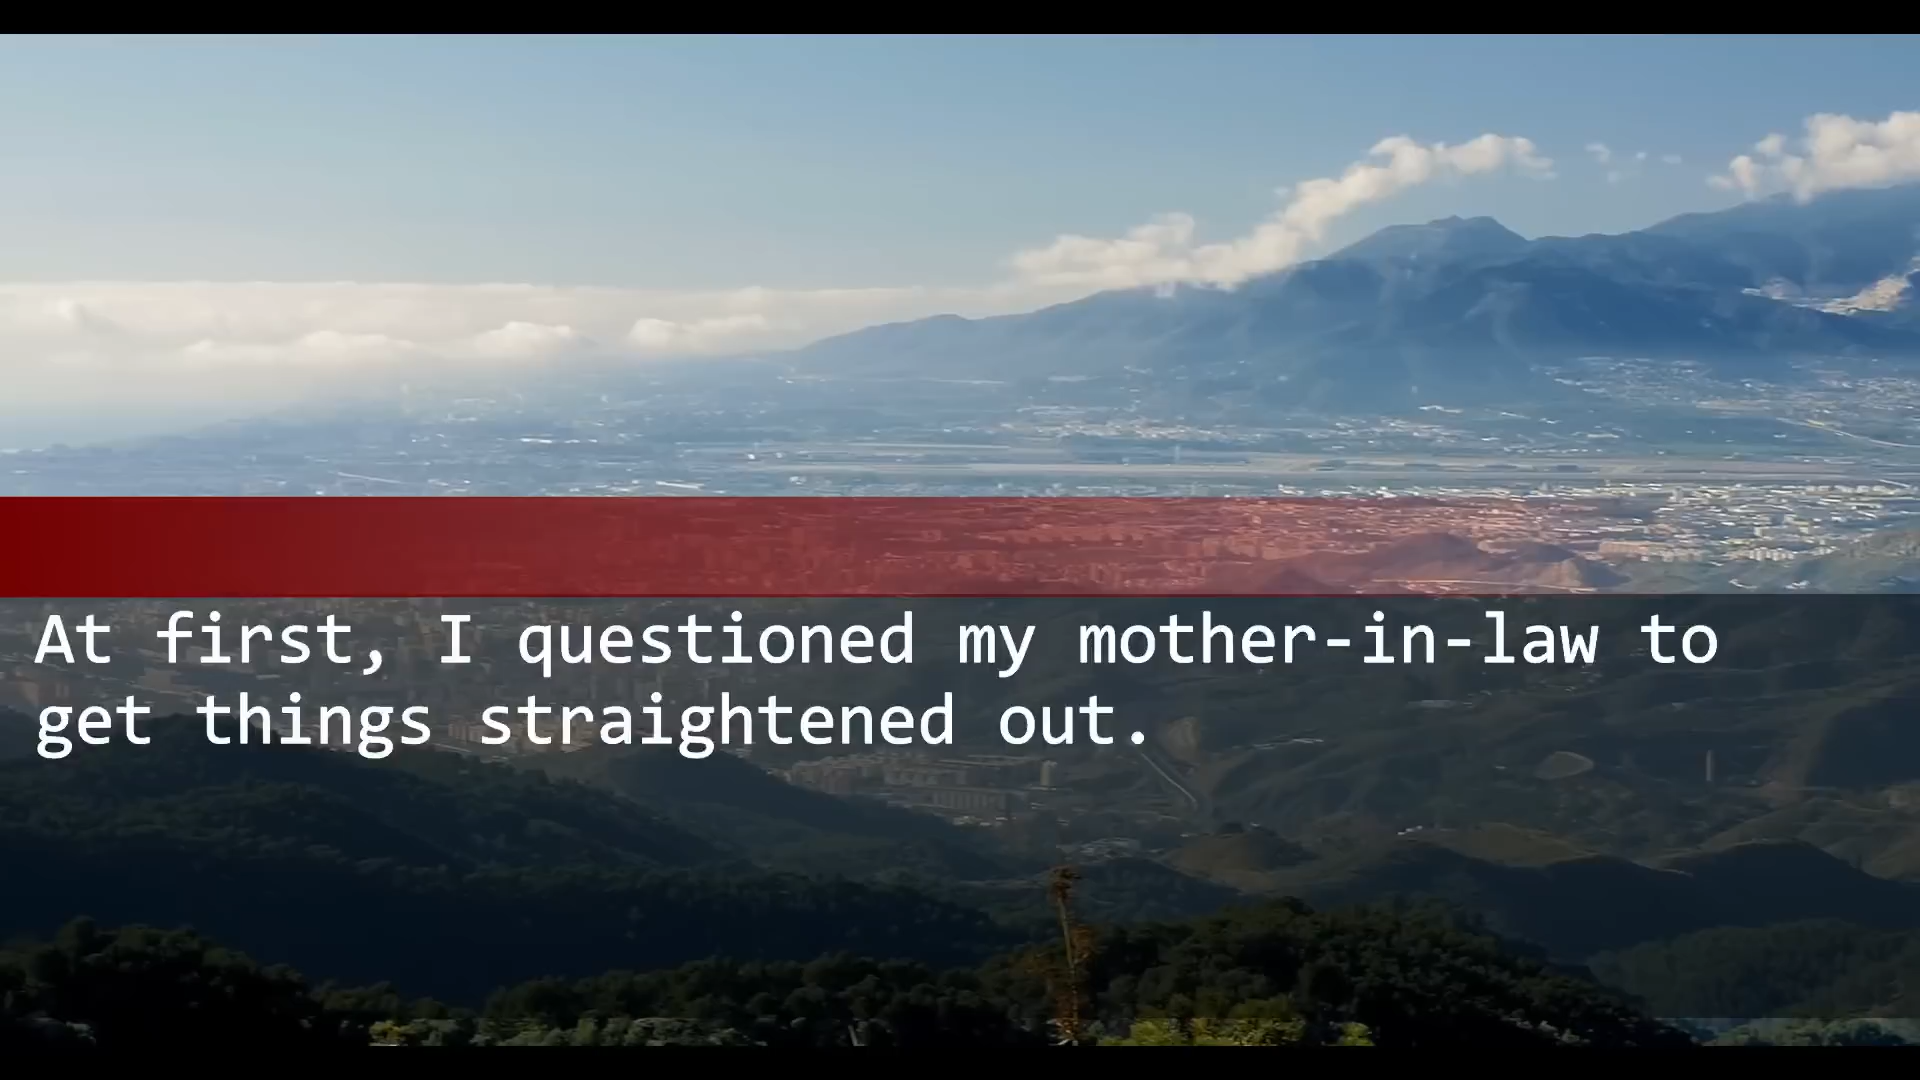 At first, I questioned my mother-in-law to
get things straightened out.